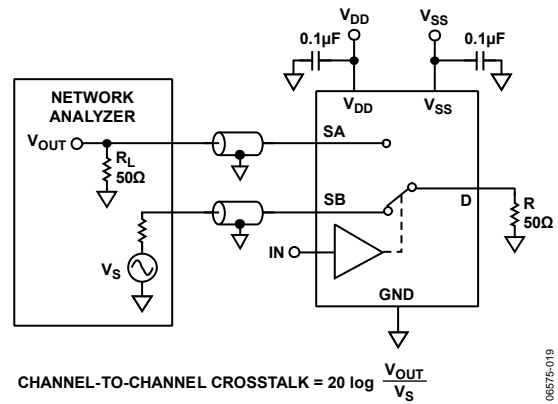 VDD
VSS
0.1µF
0.1µF
VDD
VSS
NETWORK
ANALYZER
VOUT
RL
50Ω
SA
SB
D
R
50Ω
VS
IN
GND
CHANNEL-TO-CHANNEL CROSSTALK = 20 log VOUT
VS
06575-019